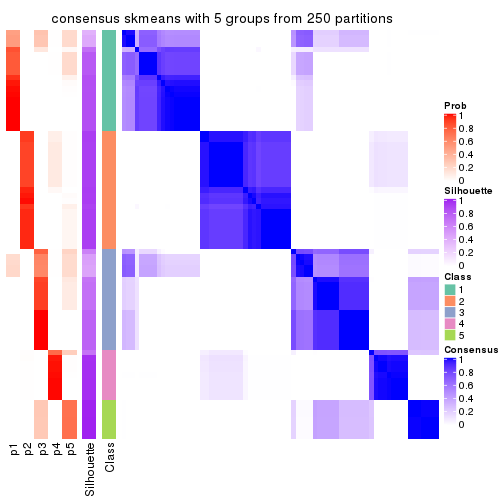 consensus skmeans with 5 groups from 250 partitions
Prob
1
0.8
0.6
0.4
0.2
0
Silhouette
1
0.8
0.6
0.4
0.2
0
Class
1
2
3
4
5
Consensus
1
0.8
0.6
0.4
0.2
0
p1
p2
p3
p4
p5
Silhouette
Class